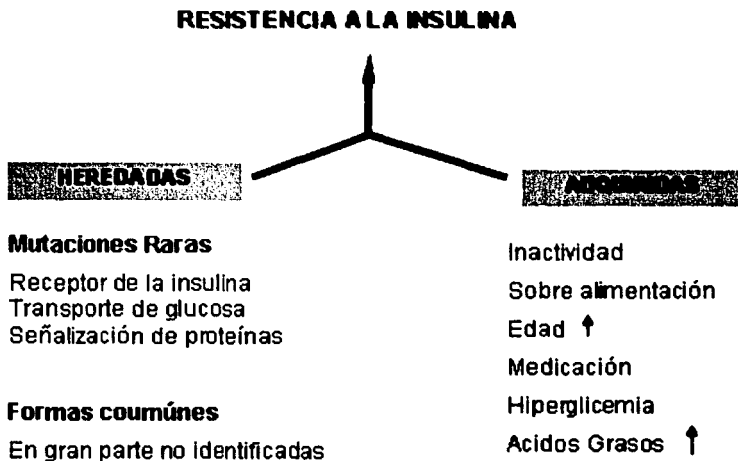 RESISTENCIA A LA INSULINA
HEREDADAS
Mutaciones Raras
Receptor de la insulina
Transporte de glucosa
Señalización de proteínas
Formas coumúnes
En gran parte no identificadas
ADQUIRIDAS
Inactividad
Sobre alimentación
Edad ↑
Medicación
Hiperglicemia
Acidos Grasos ↑